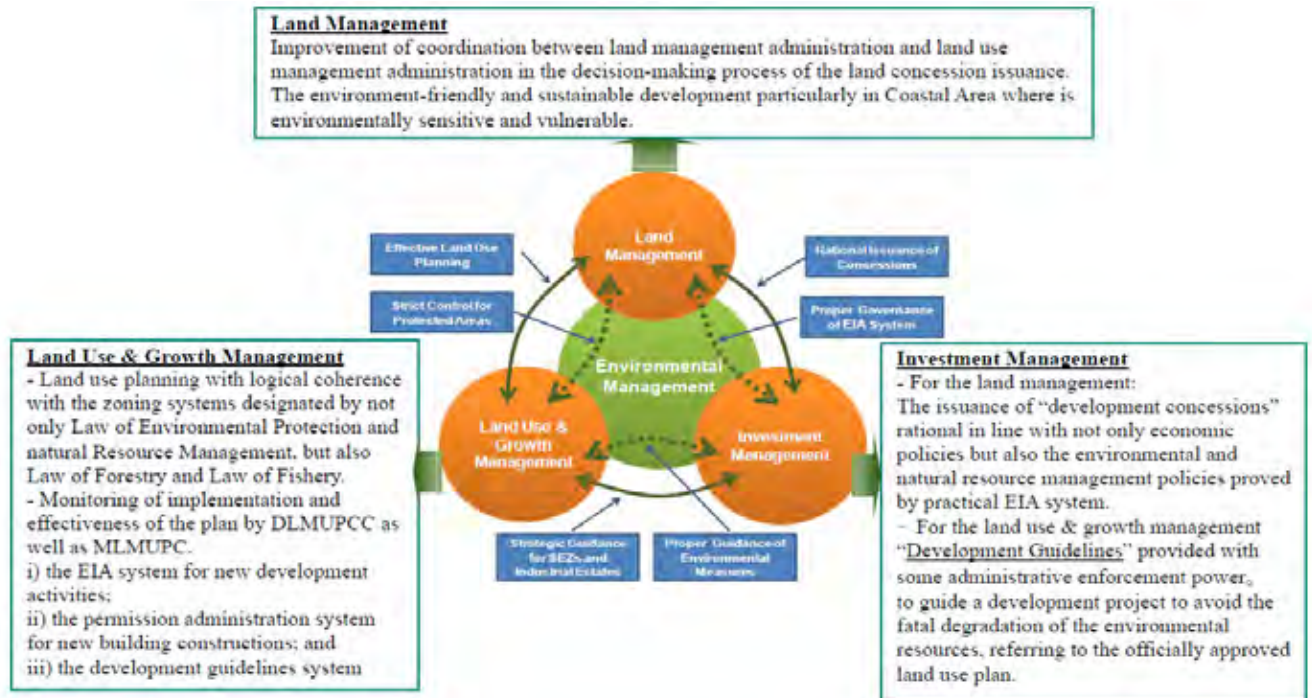 Land Management
Improvement of coordination between land management administration and land use
management administration in the decision-making process of the land concession issuance.
The environment-friendly and sustainable development particularly in Coastal Area where is
environmentally sensitive and vulnerable.
Land
Management
Effective Land Use
Planning
Rational Issuance of
Concessions
Strict Control for
Protected Areas
Proper Governance
of EIA System
Environmental
Management
Land Use &
Growth
Management
Investment
Management
Strategic Guidance
for SEZs and
Industrial Estates
Proper Guidance of
Environmental
Measures
Land Use & Growth Management
- Land use planning with logical coherence
with the zoning systems designated by not
only Law of Environmental Protection and
natural Resource Management, but also
Law of Forestry and Law of Fishery.
- Monitoring of implementation and
effectiveness of the plan by DLMUPCC as
well as MLMUPC.
i) the EIA system for new development
activities;
ii) the permission administration system
for new building constructions; and
iii) the development guidelines system
Investment Management
- For the land management:
The issuance of “development concessions”
rational in line with not only economic
policies but also the environmental and
natural resource management policies proved
by practical EIA system.
- For the land use & growth management
“Development Guidelines” provided with
some administrative enforcement power,
to guide a development project to avoid the
fatal degradation of the environmental
resources, referring to the officially approved
land use plan.